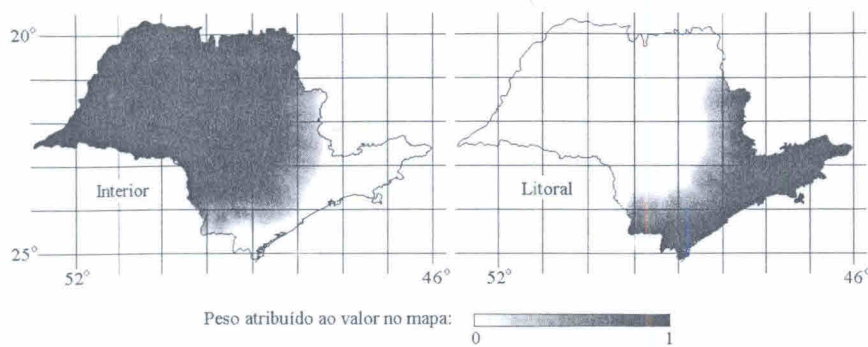 20°
Interior
Litoral
25°
52°
46°
52°
46°
Peso atribuído ao valor no mapa:
0
1